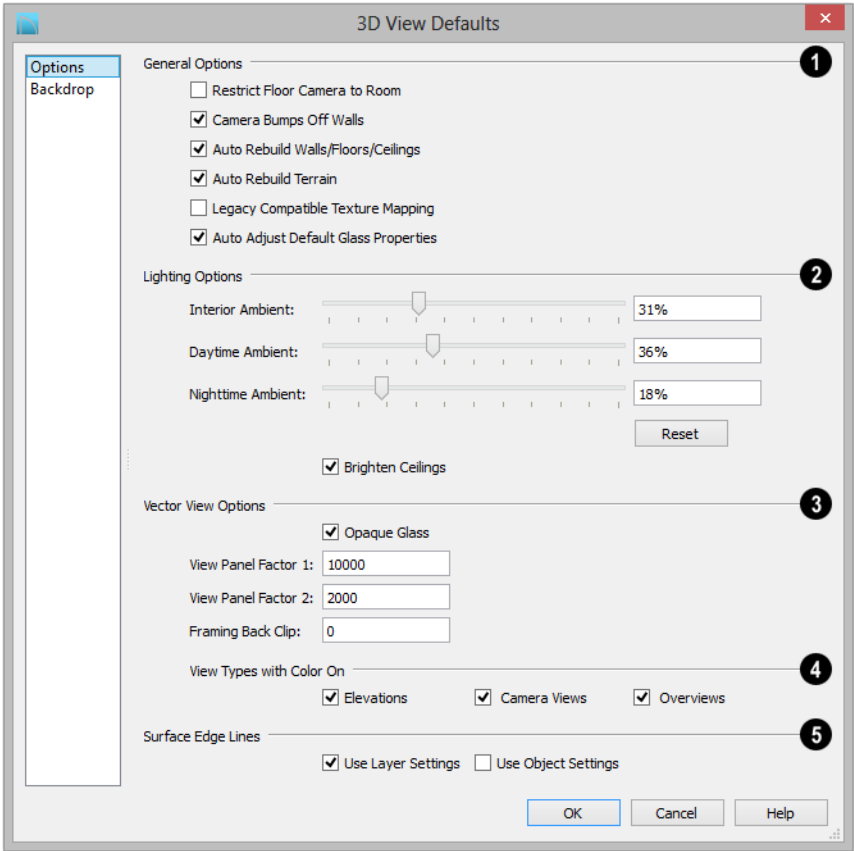 3D View Defaults
Options
Backdrop
General Options 1
Restrict Floor Camera to Room
Camera Bumps Off Walls
Auto Rebuild Walls/Floors/Ceilings
Auto Rebuild Terrain
Legacy Compatible Texture Mapping
Auto Adjust Default Glass Properties
Lighting Options 2
Interior Ambient: 31%
Daytime Ambient: 36%
Nighttime Ambient: 18%
Reset
Brighten Ceilings
Vector View Options 3
Opaque Glass
View Panel Factor 1: 10000
View Panel Factor 2: 2000
Framing Back Clip: 0
View Types with Color On 4
Elevations Camera Views Overviews
Surface Edge Lines 5
Use Layer Settings Use Object Settings
OK Cancel Help